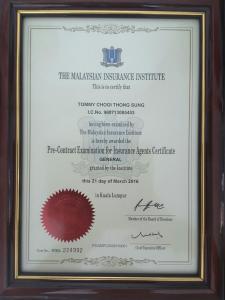 THE MALAYSIAN INSURANCE INSTITUTE
This is to certify that
TOMMY CHOOI THONG SUNG
having been examined by
The Malaysian Insurance Institute
is hereby awarded the
Pre-Contract Examination for Insurance Agents Certificate
GENERAL
granted by the Institute
this 21 day of March 2016
in Kuala Lumpur
Member of the Board of Directors
Chief Executive Officer